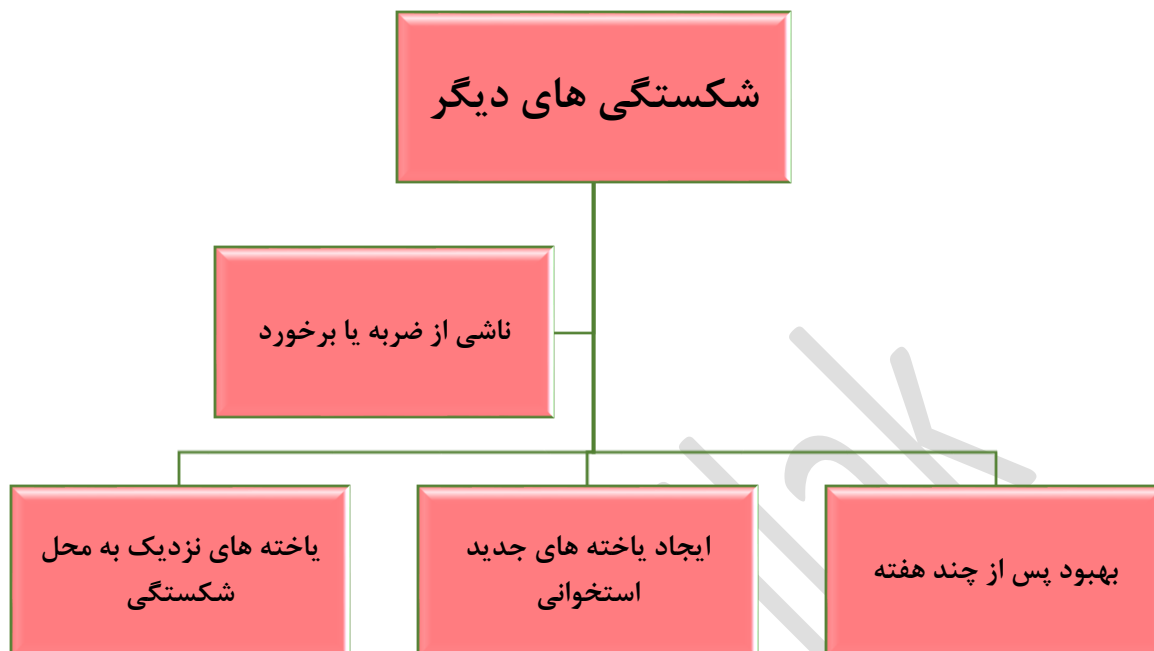 شکستگی های دیگر
ناشی از ضربه یا برخورد
بهبود پس از چند هفته
ایجاد یاخته های جدید
استخوانی
یاخته های نزدیک به محل
شکستگی